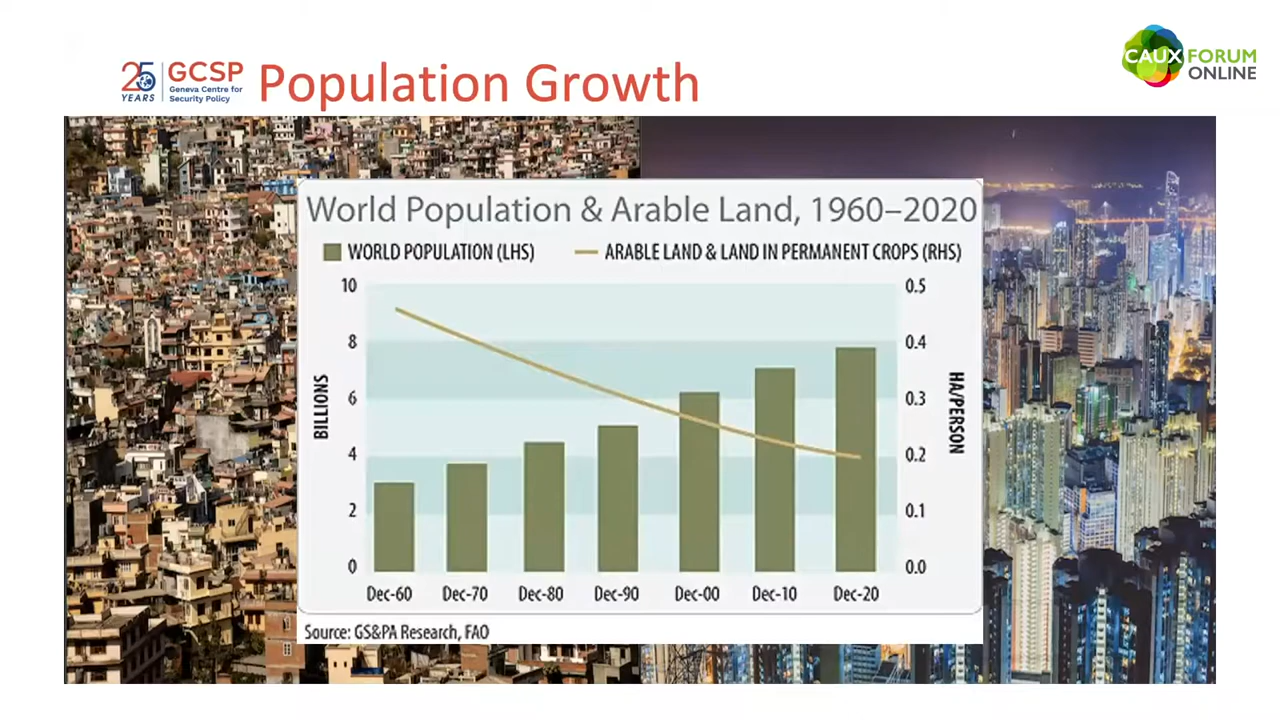 25
YEARS
GCSP
Geneva Centre for
Security Policy
Population Growth
CAUX FORUM
ONLINE
World Population & Arable Land, 1960–2020
WORLD POPULATION (LHS)
ARABLE LAND & LAND IN PERMANENT CROPS (RHS)
10
8
6
4
2
0
BILLIONS
0.5
0.4
0.3
0.2
0.1
0.0
HA/PERSON
Dec-60 Dec-70 Dec-80 Dec-90 Dec-00 Dec-10 Dec-20
Source: GS&PA Research, FAO